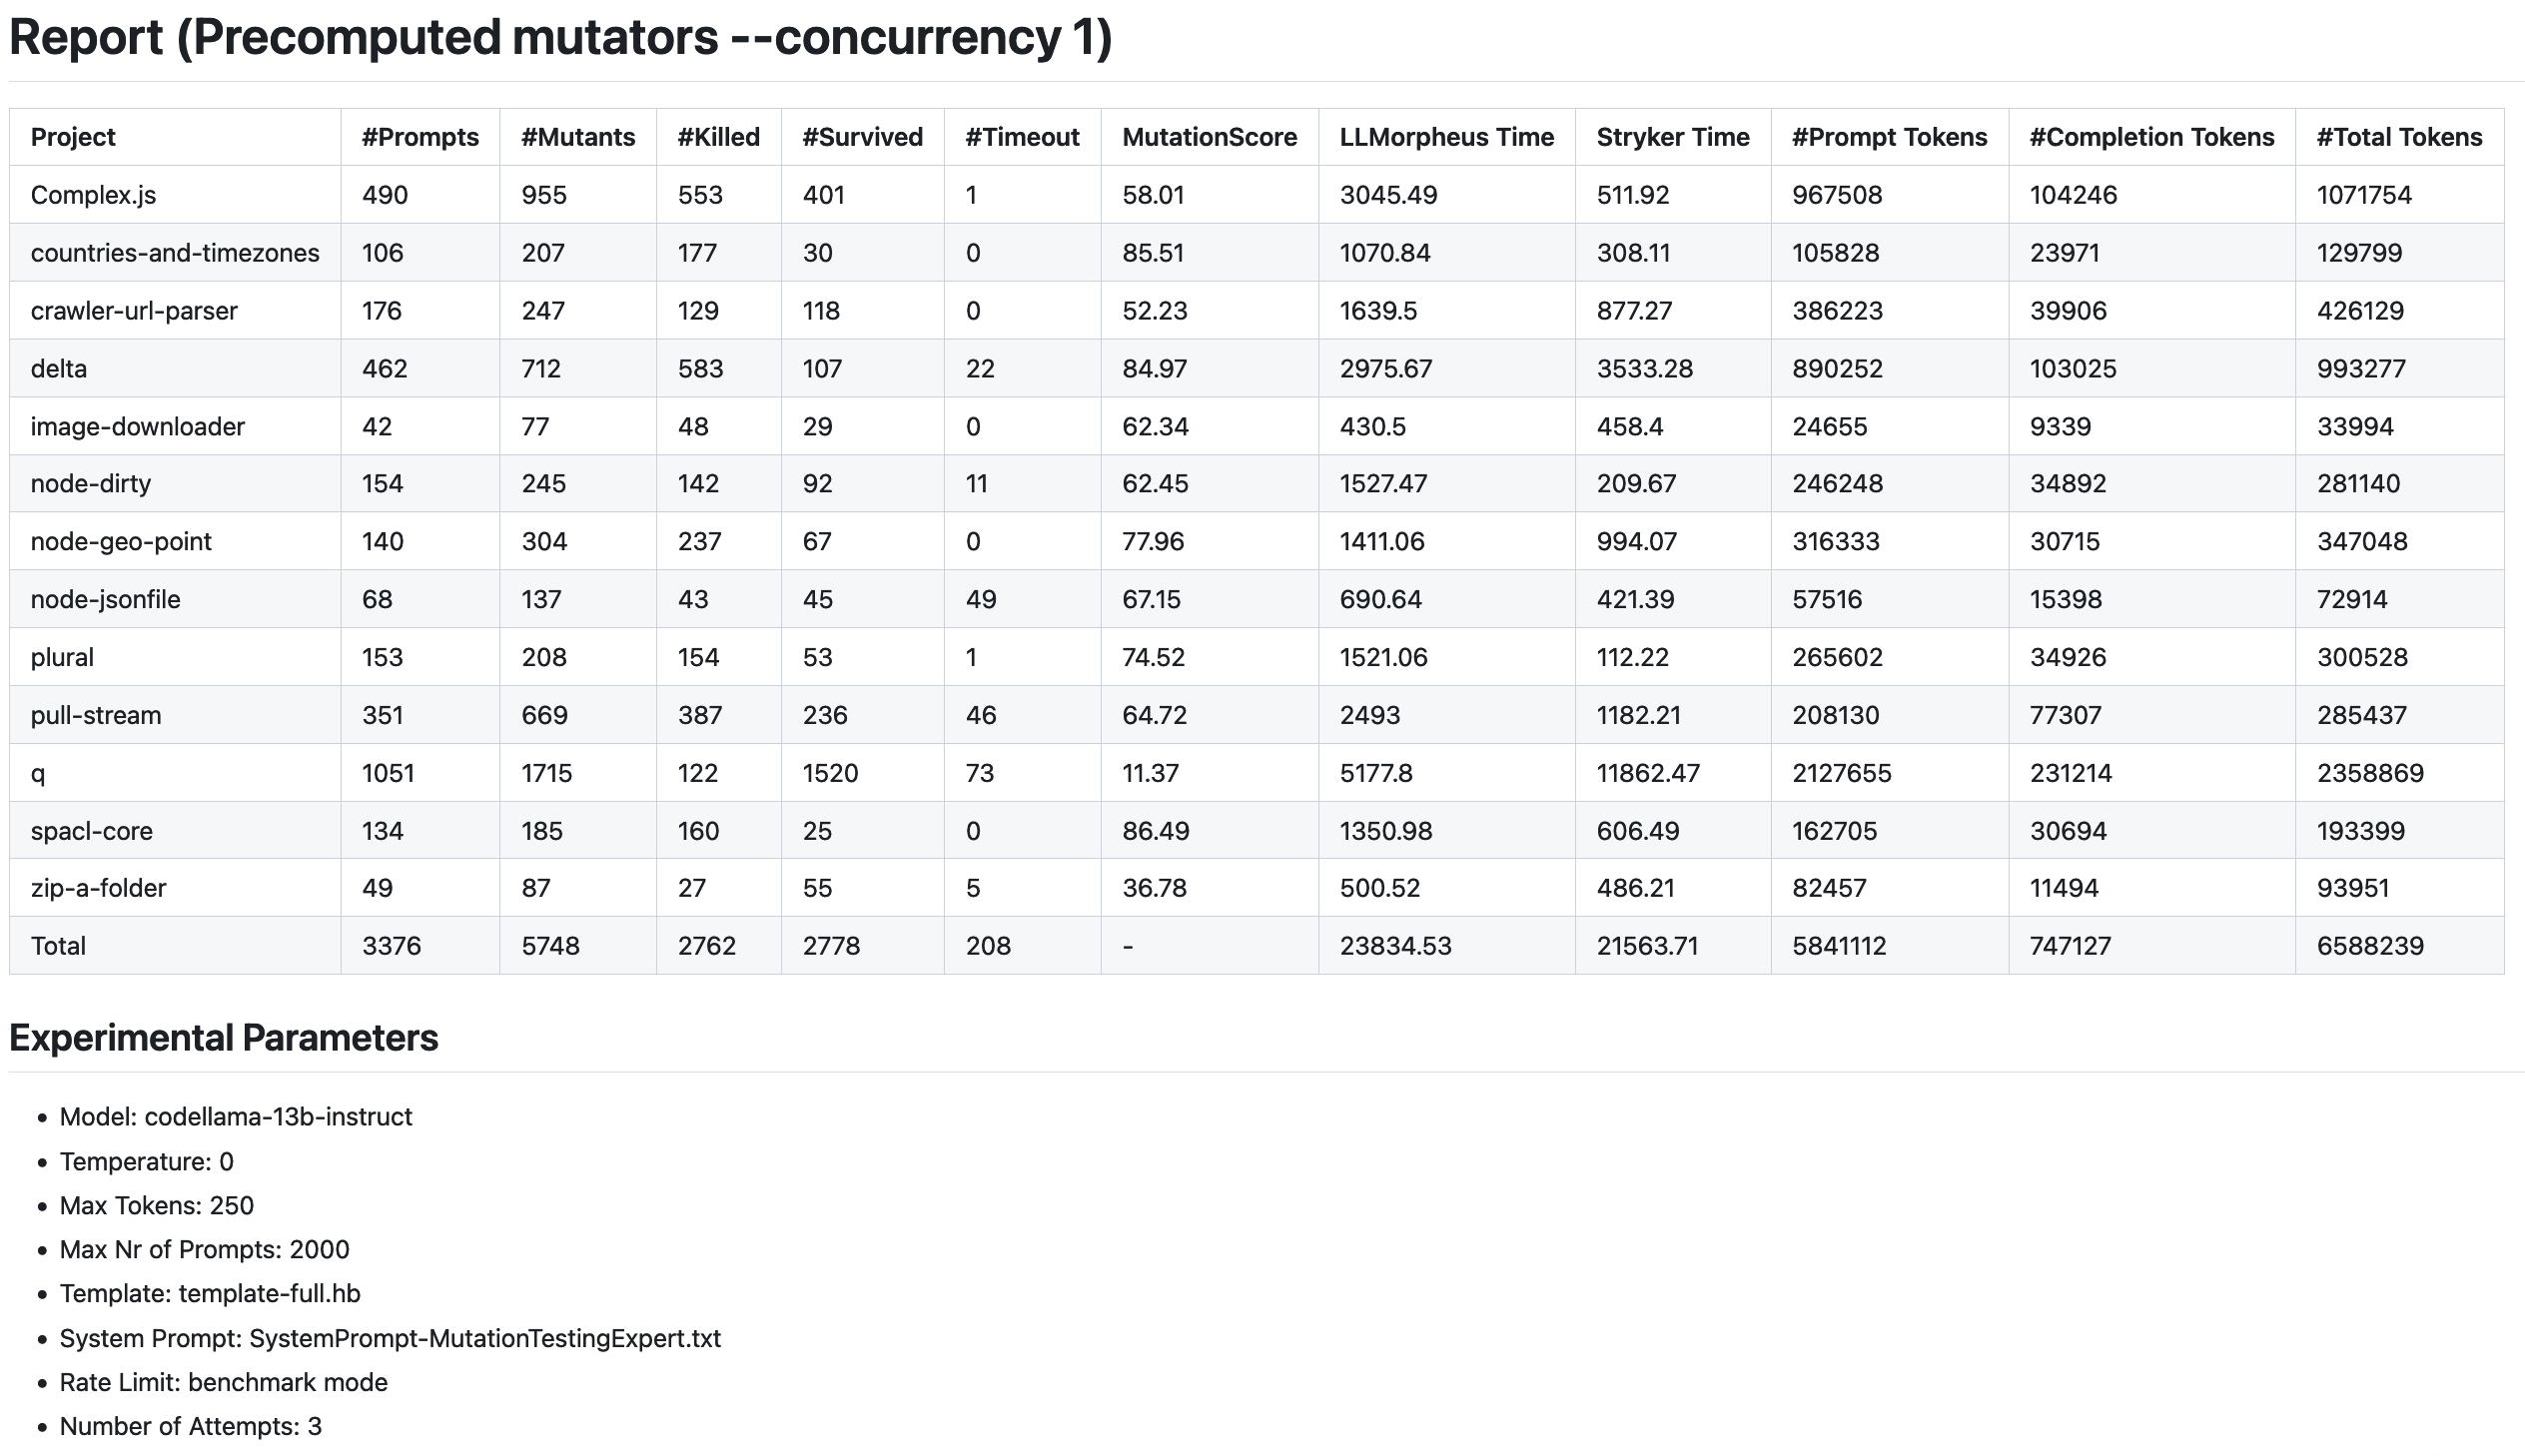 Report (Precomputed mutators --concurrency 1)
Project #Prompts #Mutants #Killed #Survived #Timeout MutationScore LLMorpheus Time Stryker Time #Prompt Tokens #Completion Tokens #Total Tokens
Complex.js 490 955 553 401 1 58.01 3045.49 511.92 967508 104246 1071754
countries-and-timezones 106 207 177 30 0 85.51 1070.84 308.11 105828 23971 129799
crawler-url-parser 176 247 129 118 0 52.23 1639.5 877.27 386223 39906 426129
delta 462 712 583 107 22 84.97 2975.67 3533.28 890252 103025 993277
image-downloader 42 77 48 29 0 62.34 430.5 458.4 24655 9339 33994
node-dirty 154 245 142 92 11 62.45 1527.47 209.67 246248 34892 281140
node-geo-point 140 304 237 67 0 77.96 1411.06 994.07 316333 30715 347048
node-jsonfile 68 137 43 45 49 67.15 690.64 421.39 57516 15398 72914
plural 153 208 154 53 1 74.52 1521.06 112.22 265602 34926 300528
pull-stream 351 669 387 236 46 64.72 2493 1182.21 208130 77307 285437
q 1051 1715 122 1520 73 11.37 5177.8 11862.47 2127655 231214 2358869
spacl-core 134 185 160 25 0 86.49 1350.98 606.49 162705 30694 193399
zip-a-folder 49 87 27 55 5 36.78 500.52 486.21 82457 11494 93951
Total 3376 5748 2762 2778 208 - 23834.53 21563.71 5841112 747127 6588239
Experimental Parameters
• Model: codellama-13b-instruct
• Temperature: 0
• Max Tokens: 250
• Max Nr of Prompts: 2000
• Template: template-full.hb
• System Prompt: SystemPrompt-MutationTestingExpert.txt
• Rate Limit: benchmark mode
• Number of Attempts: 3